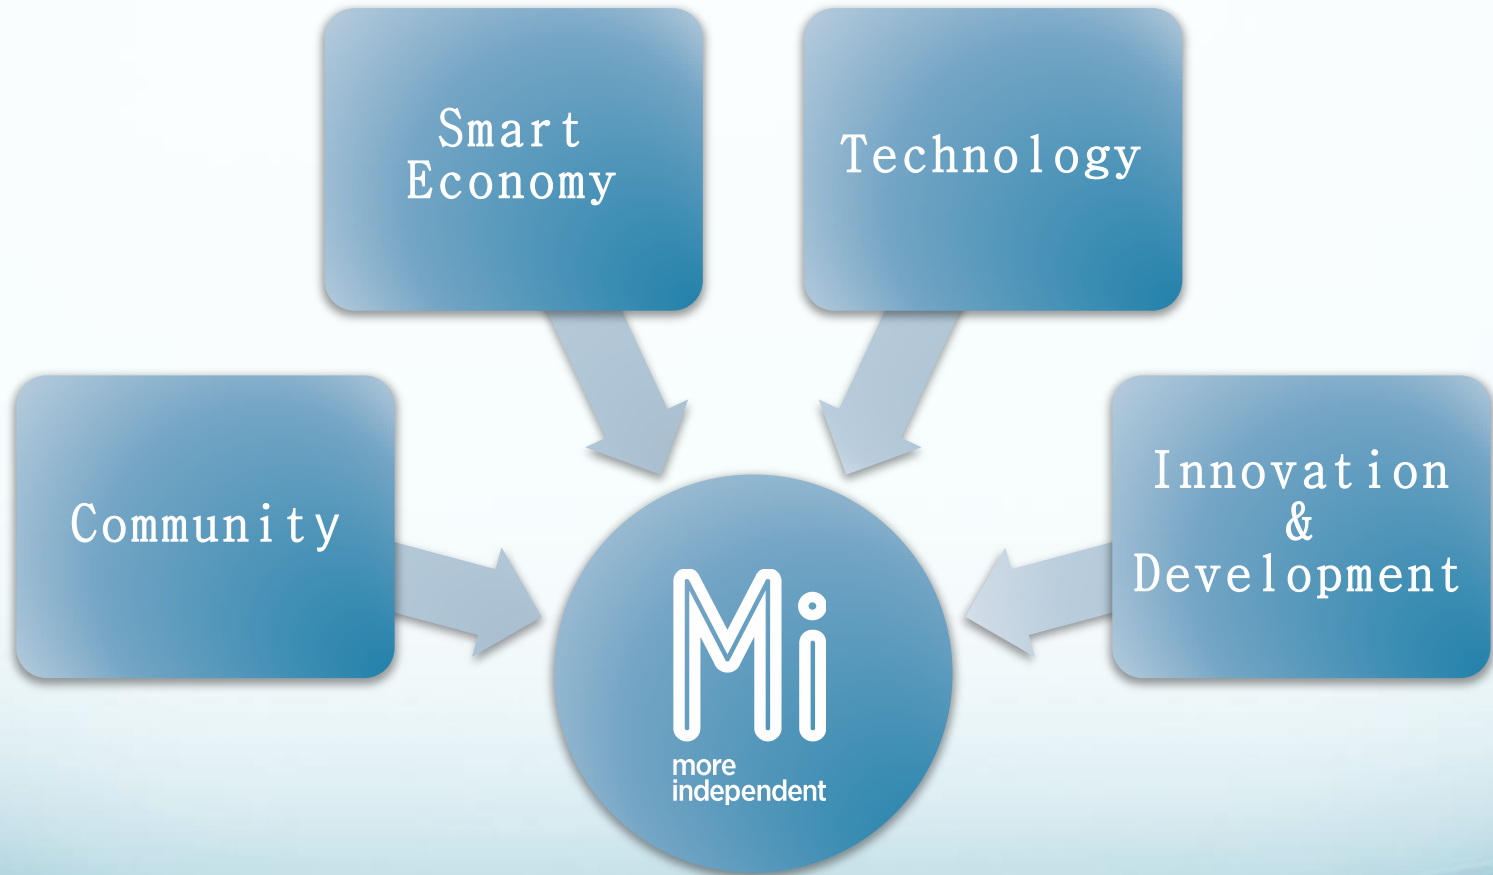 Smart
Economy
Technology
Community
Innovation
&
Development
Mi
more
independent